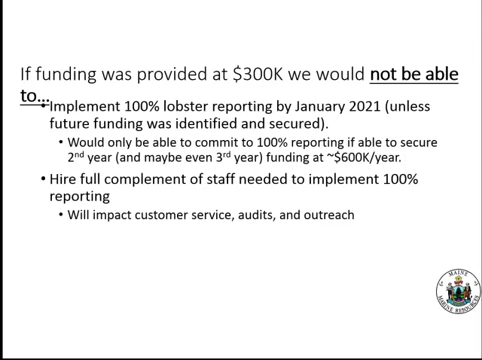 If funding was provided at $300K we would not be able
to...
• Implement 100% lobster reporting by January 2021 (unless
future funding was identified and secured).
• Would only be able to commit to 100% reporting if able to secure
2nd year (and maybe even 3rd year) funding at ~$600K/year.
• Hire full complement of staff needed to implement 100%
reporting
• Will impact customer service, audits, and outreach
MAINE
MARINE RESOURCES